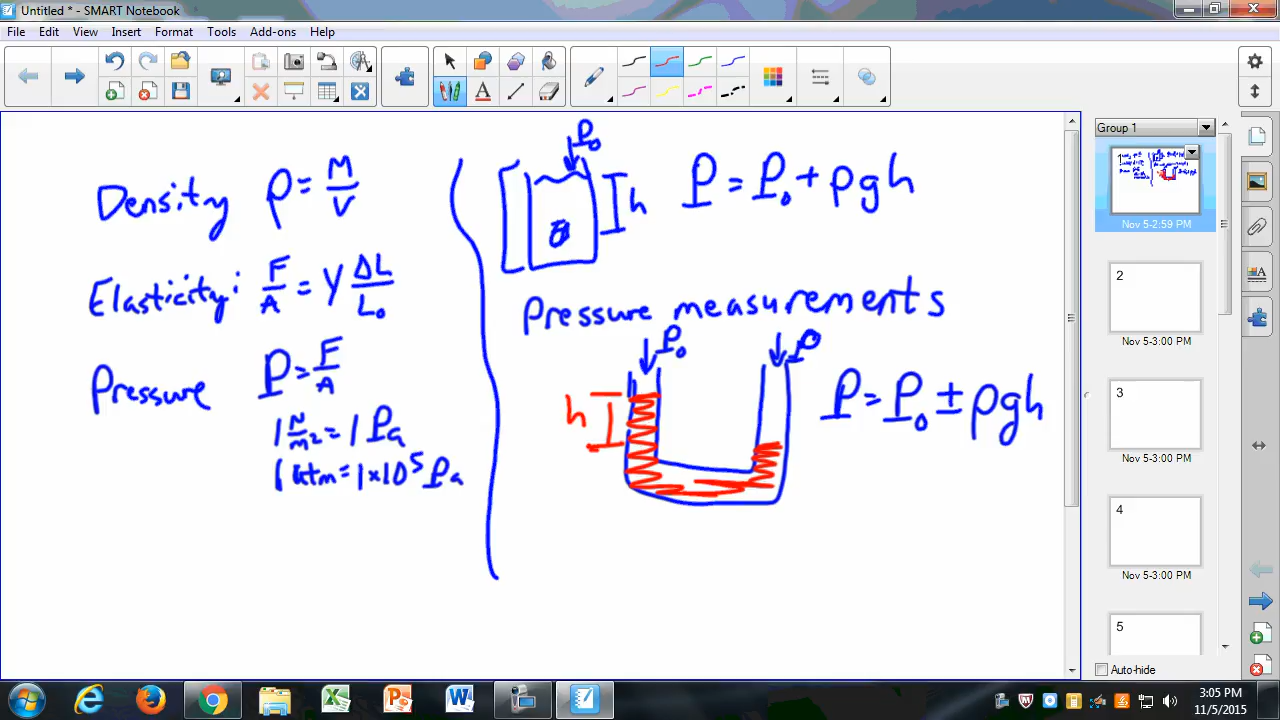 Untitled * - SMART Notebook
File Edit View Insert Format Tools Add-ons Help
Density ρ = M/V
Elasticity: F/A = Y ΔL/L₀
Pressure P = F/A
1 N/m² = 1 Pa
1 atm = 1×10⁵ Pa
P₀
h
P = P₀ + ρgh
Pressure measurements
P₀
P
h
P = P₀ ± ρgh
Group 1
Nov 5-2:59 PM
2
Nov 5-3:00 PM
3
Nov 5-3:00 PM
4
Nov 5-3:00 PM
5
Auto-hide
3:05 PM
11/5/2015